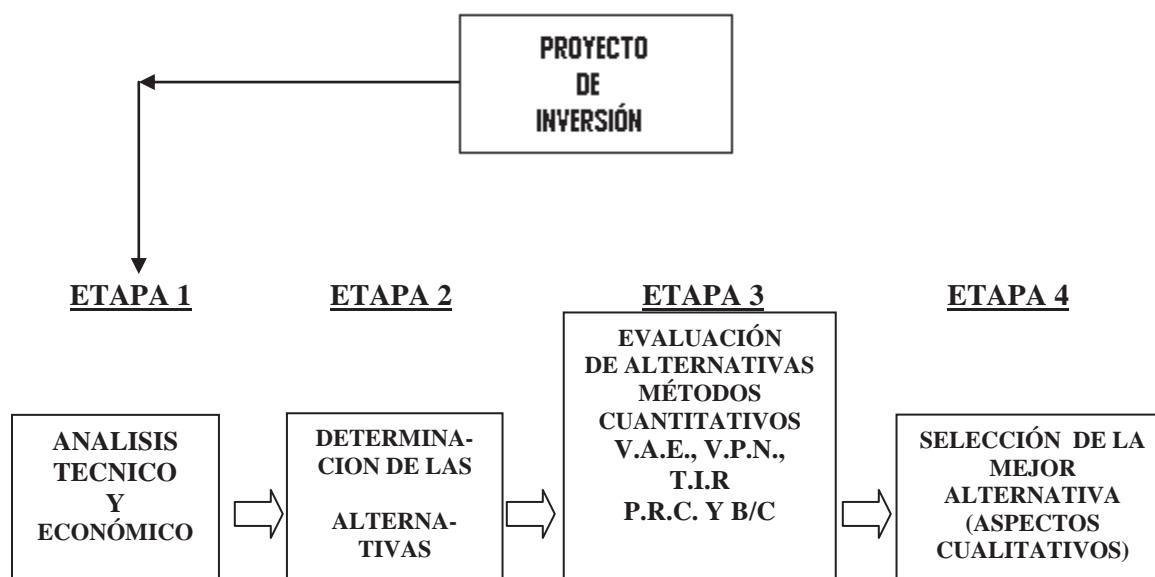 PROYECTO
DE
INVERSIÓN
ETAPA 1
ETAPA 2
ETAPA 3
ETAPA 4
ANALISIS
TECNICO
Y
ECONÓMICO
DETERMINA-
CION DE LAS
ALTERNA-
TIVAS
EVALUACIÓN
DE ALTERNATIVAS
MÉTODOS
CUANTITATIVOS
V.A.E., V.P.N.,
T.I.R
P.R.C. Y B/C
SELECCIÓN DE LA
MEJOR
ALTERNATIVA
(ASPECTOS
CUALITATIVOS)